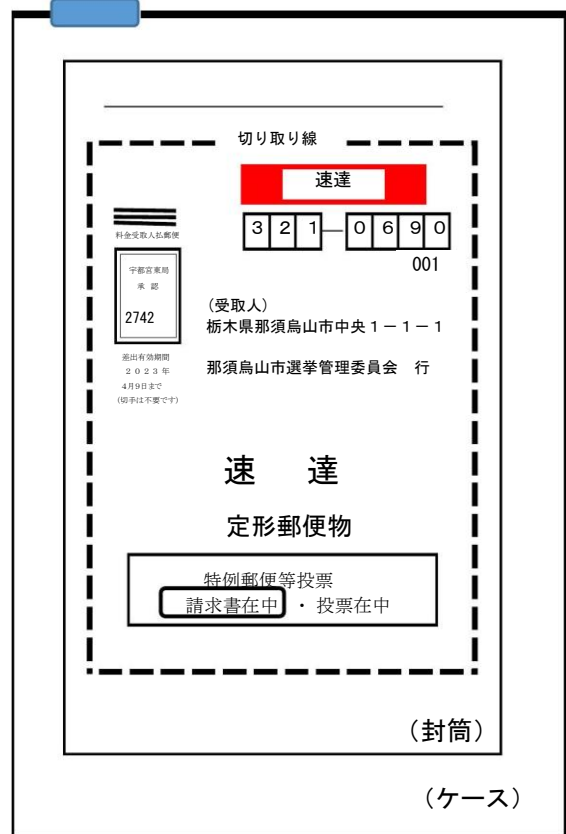 切り取り線
速達
321-0690
001
料金受取人払郵便
宇都宮東局
承認
2742
差出有効期間
2023年
4月9日まで
(切手は不要です)
(受取人)
栃木県那須烏山市中央1-1-1
那須烏山市選挙管理委員会 行
速 達
定形郵便物
特例郵便等投票
請求書在中 ・ 投票在中
(封筒)
(ケース)